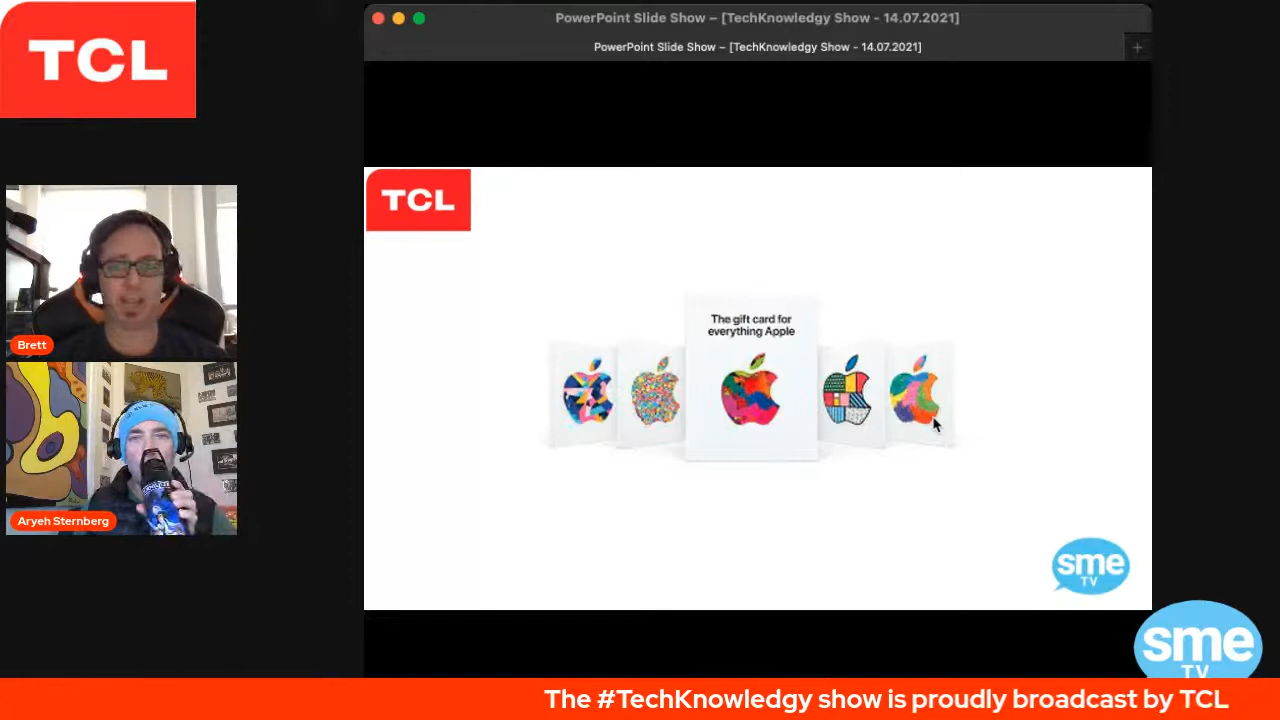 TCL
PowerPoint Slide Show – [TechKnowledgy Show - 14.07.2021]
PowerPoint Slide Show – [TechKnowledgy Show - 14.07.2021]
TCL
The gift card for
everything Apple
Brett
Aryeh Sternberg
sme
TV
sme
TV
The #TechKnowledgy show is proudly broadcast by TCL